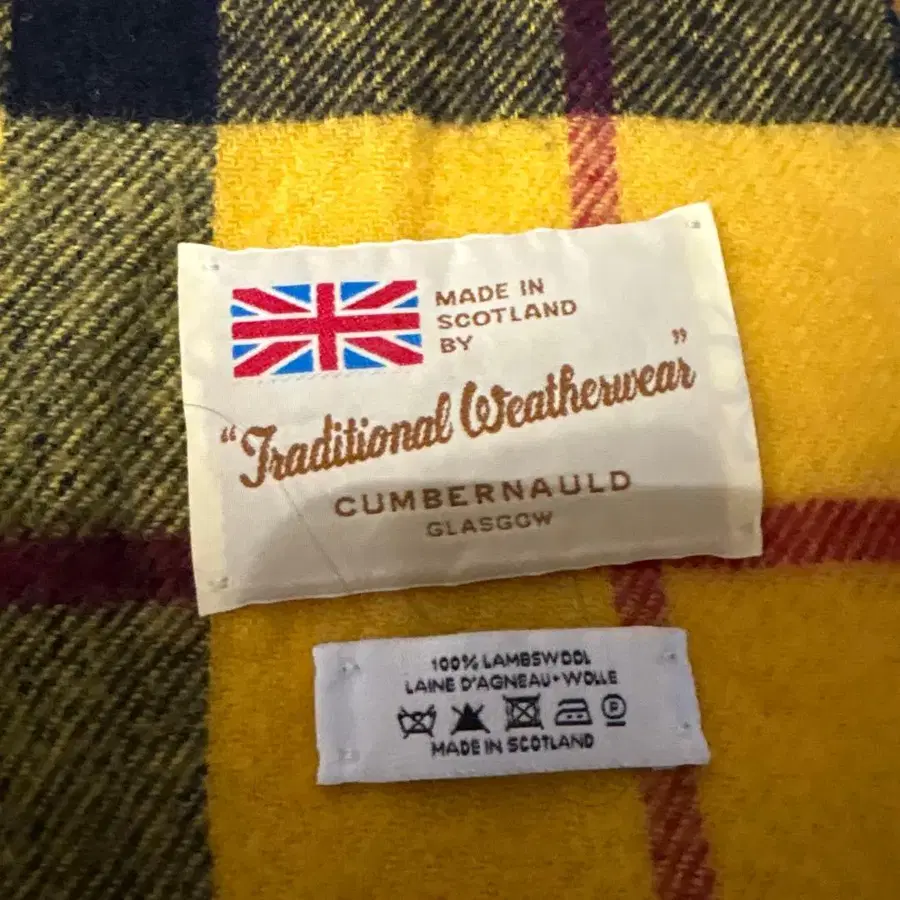 MADE IN
SCOTLAND
BY
“Traditional Weatherwear”
CUMBERNAULD
GLASGOW
100% LAMBSWOOL
LAINE D'AGNEAU•WOLLE
P
MADE IN SCOTLAND